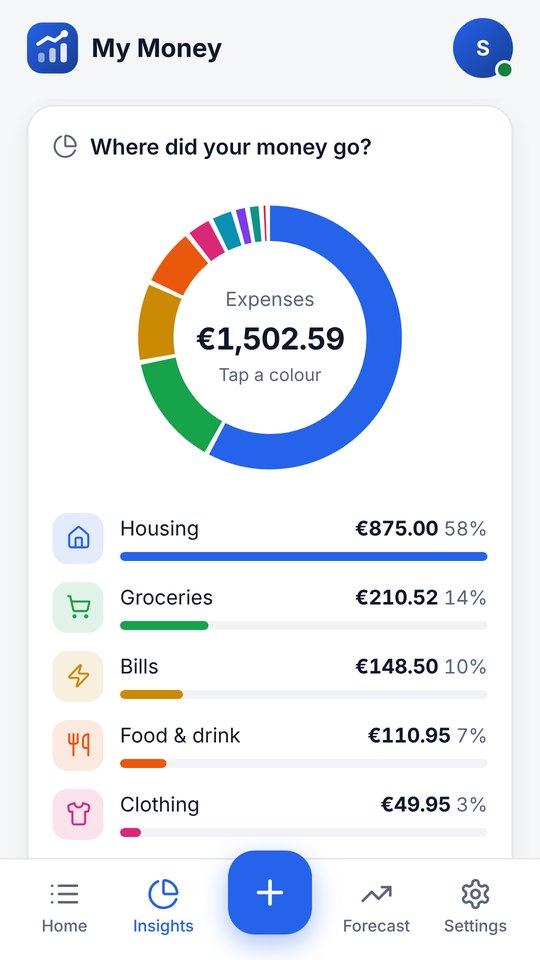 My Money
S
Where did your money go?
Expenses
€1,502.59
Tap a colour
Housing €875.00 58%
Groceries €210.52 14%
Bills €148.50 10%
Food & drink €110.95 7%
Clothing €49.95 3%
Home Insights Forecast Settings